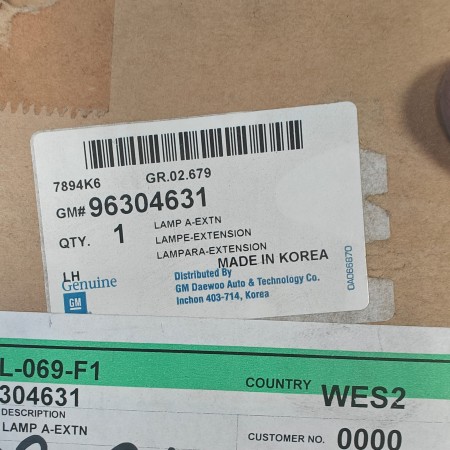 7894K6 GR.02.679
GM# 96304631
QTY. 1 LAMP A-EXTN
LAMPE-EXTENSION
LAMPARA-EXTENSION
MADE IN KOREA
LH
Genuine
GM
Distributed By
GM Daewoo Auto & Technology Co.
Inchon 403-714, Korea
OAD66870
L-069-F1
COUNTRY WES2
304631
DESCRIPTION
LAMP A-EXTN
CUSTOMER NO. 0000